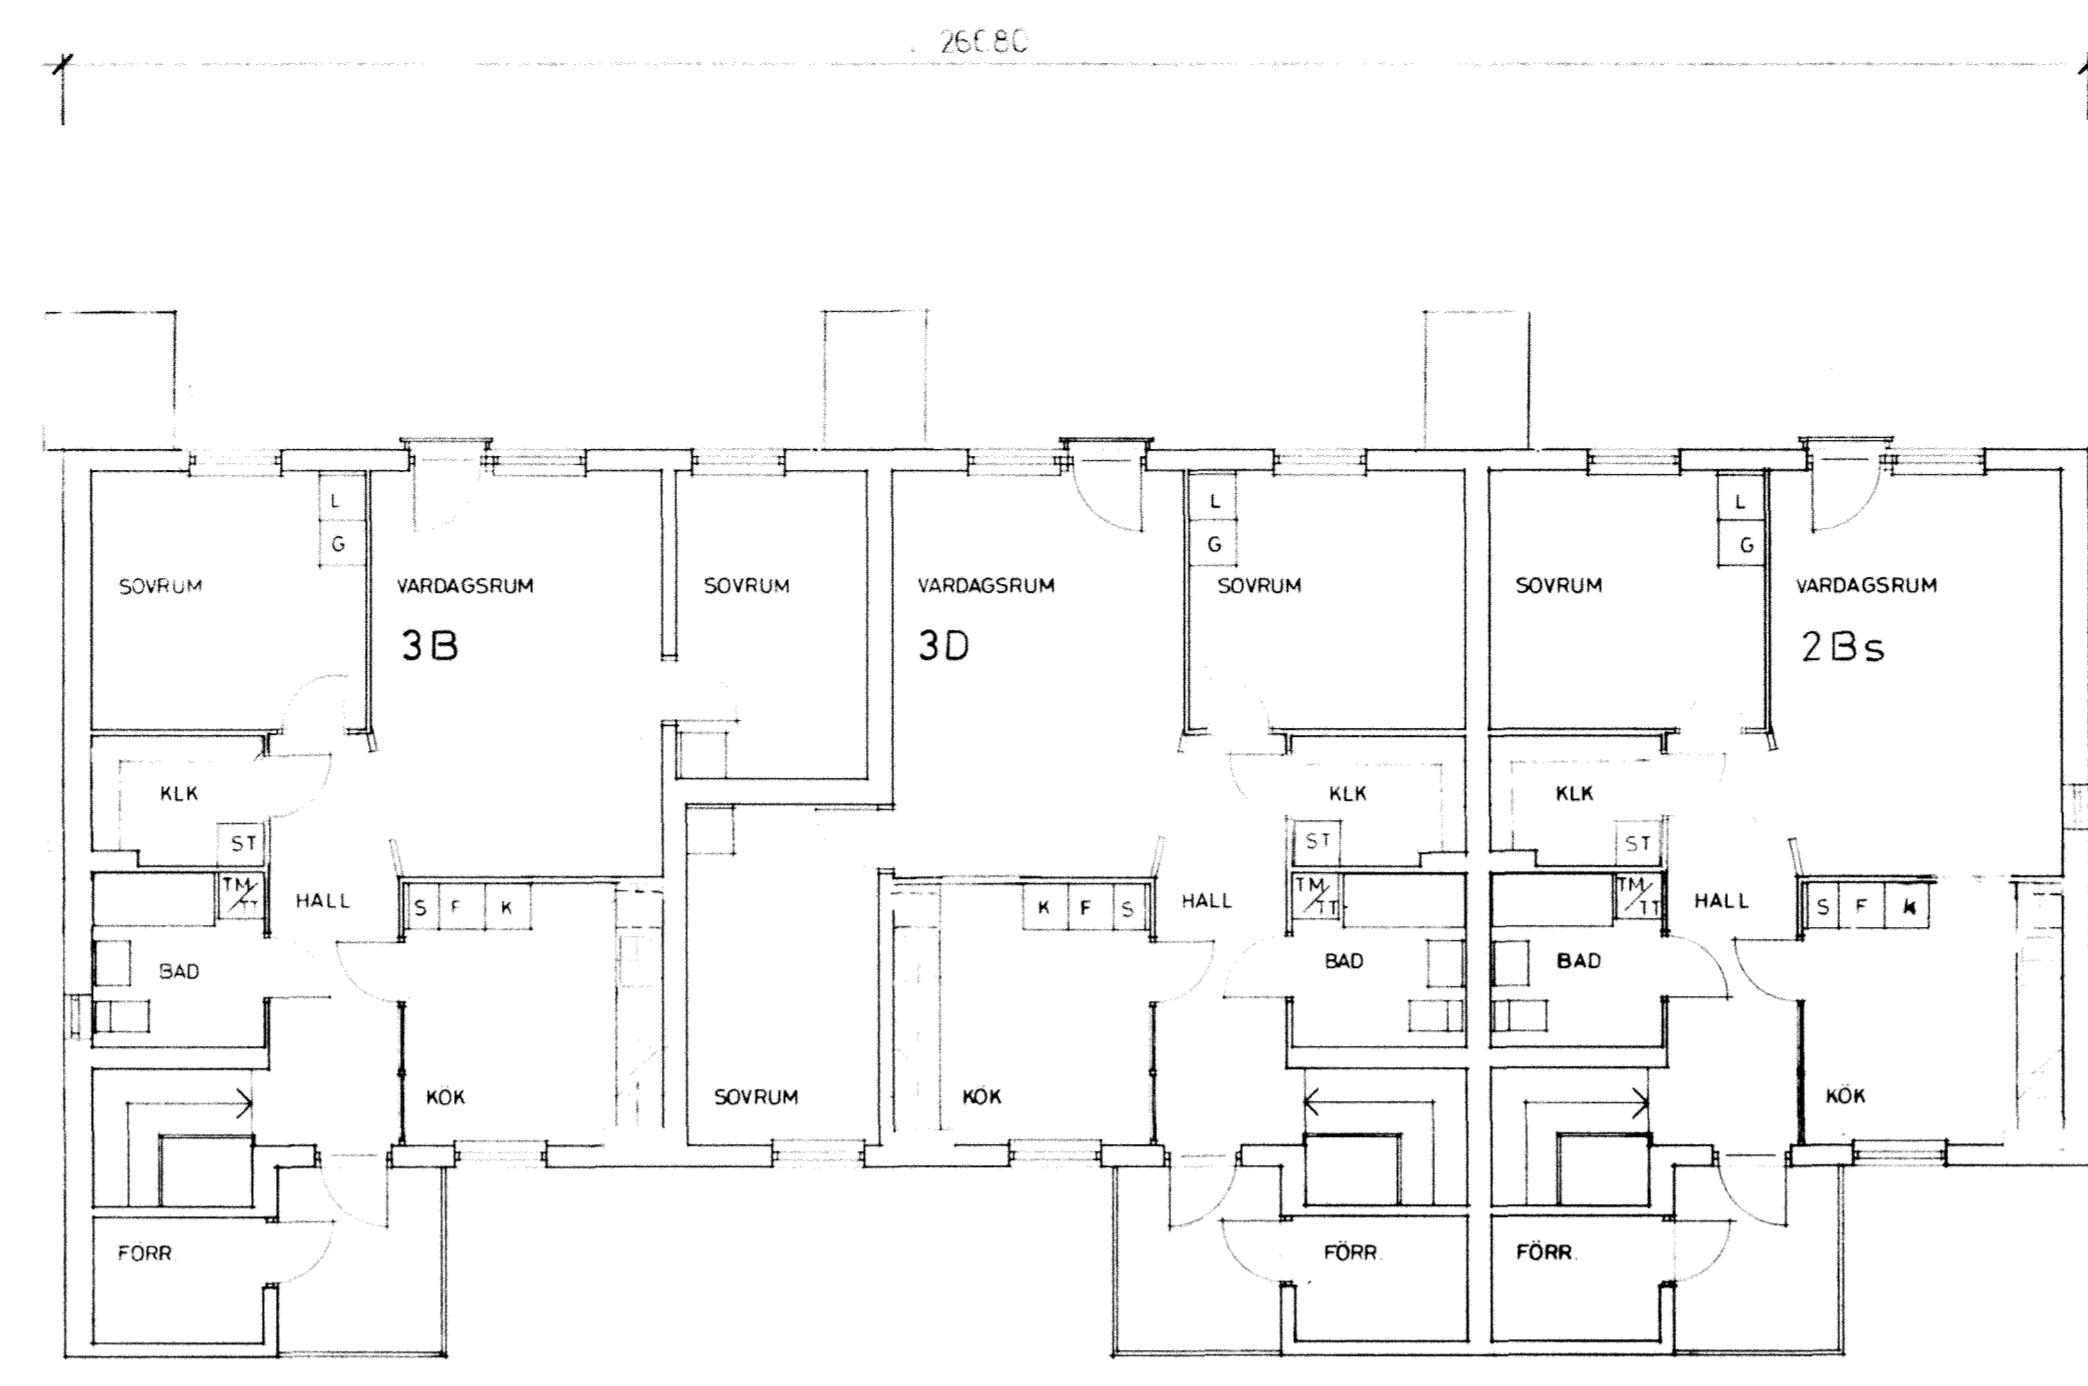 26080
L L L
G G G
SOVRUM VARDAGSRUM SOVRUM VARDAGSRUM SOVRUM SOVRUM VARDAGSRUM
3B 3D 2Bs
KLK KLK KLK
ST ST ST
TM/TT HALL S F K K F S HALL TM/TT TM/TT HALL S F K
BAD BAD BAD
KÖK SOVRUM KÖK KÖK
FÖRR. FÖRR. FÖRR.